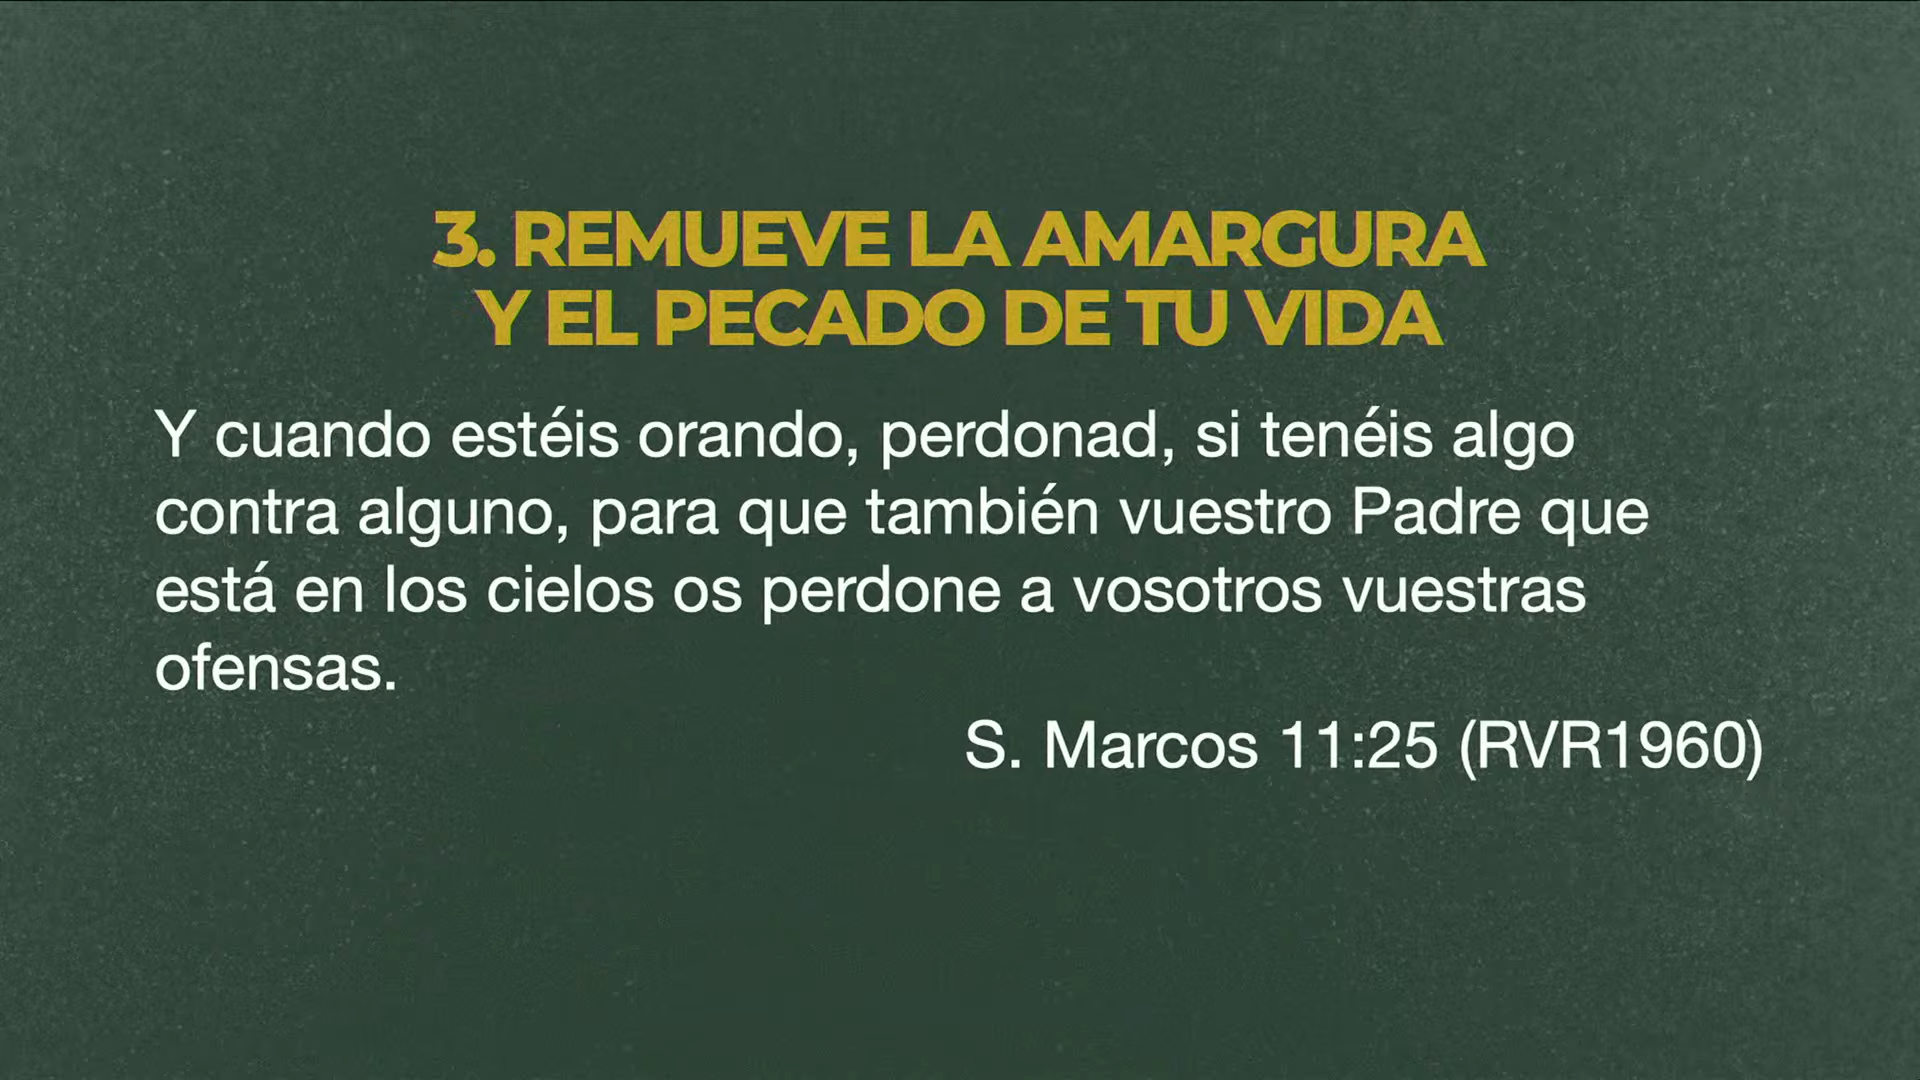 3. REMUEVE LA AMARGURA
Y EL PECADO DE TU VIDA
Y cuando estéis orando, perdonad, si tenéis algo
contra alguno, para que también vuestro Padre que
está en los cielos os perdone a vosotros vuestras
ofensas.
S. Marcos 11:25 (RVR1960)